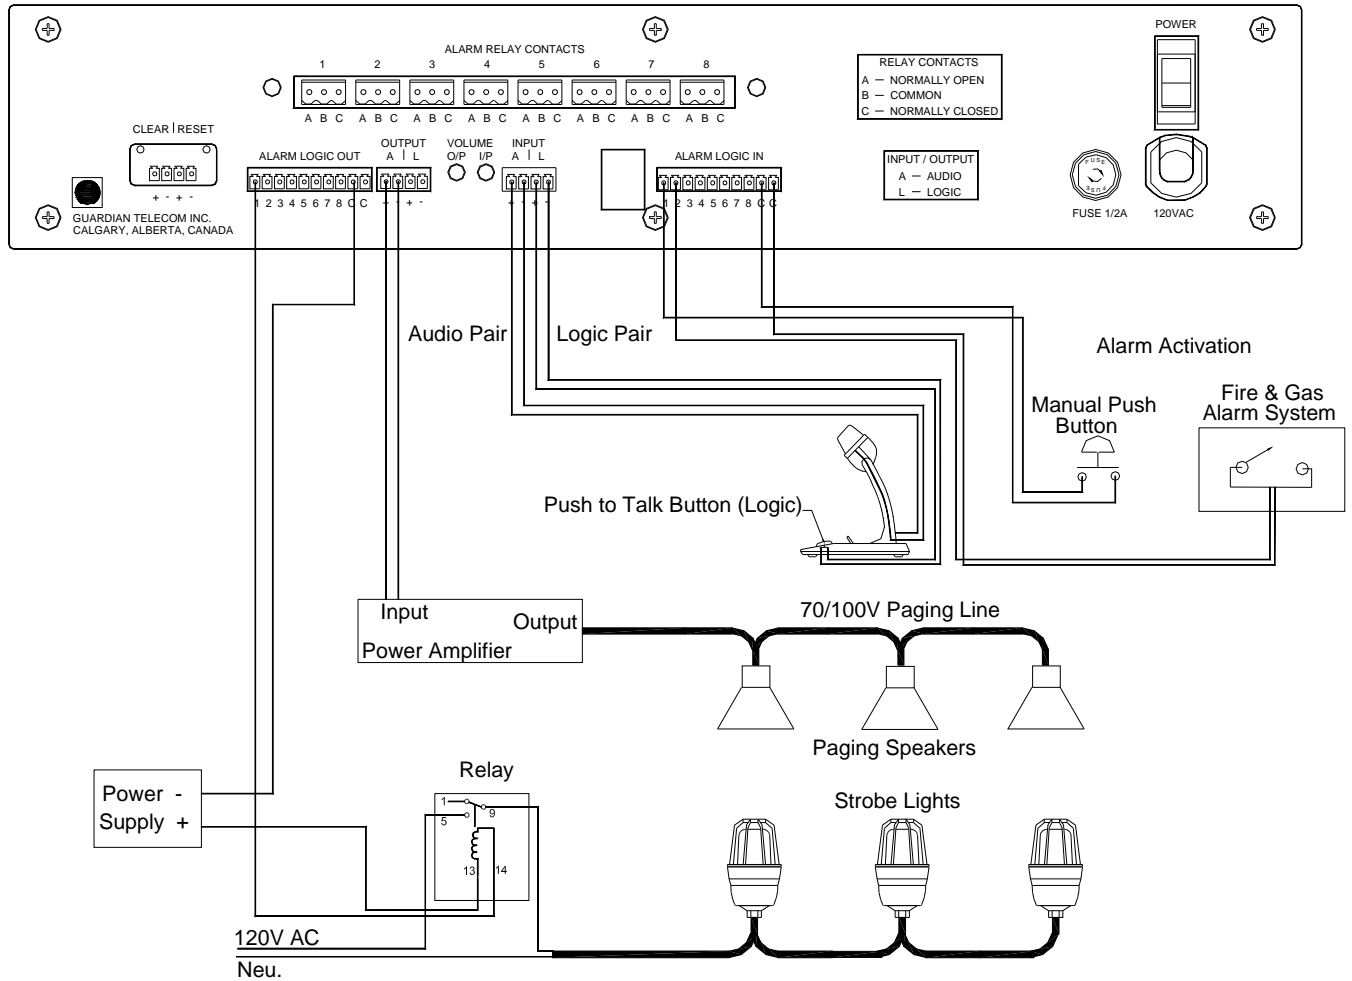 POWER
ALARM RELAY CONTACTS
1 2 3 4 5 6 7 8
A B C A B C A B C A B C A B C A B C A B C A B C
RELAY CONTACTS
A — NORMALLY OPEN
B — COMMON
C — NORMALLY CLOSED
CLEAR | RESET
+ - + -
GUARDIAN TELECOM INC.
CALGARY, ALBERTA, CANADA
ALARM LOGIC OUT
1 2 3 4 5 6 7 8 C C
OUTPUT
A | L
+ - + -
VOLUME
O/P I/P
INPUT
A | L
+ - + -
ALARM LOGIC IN
1 2 3 4 5 6 7 8 C C
INPUT / OUTPUT
A — AUDIO
L — LOGIC
FUSE
FUSE
FUSE 1/2A
120VAC
Audio Pair
Logic Pair
Alarm Activation
Manual Push
Button
Fire & Gas
Alarm System
Push to Talk Button (Logic)
Input
Output
Power Amplifier
70/100V Paging Line
Paging Speakers
Relay
1
5
9
13
14
Power -
Supply +
Strobe Lights
120V AC
Neu.